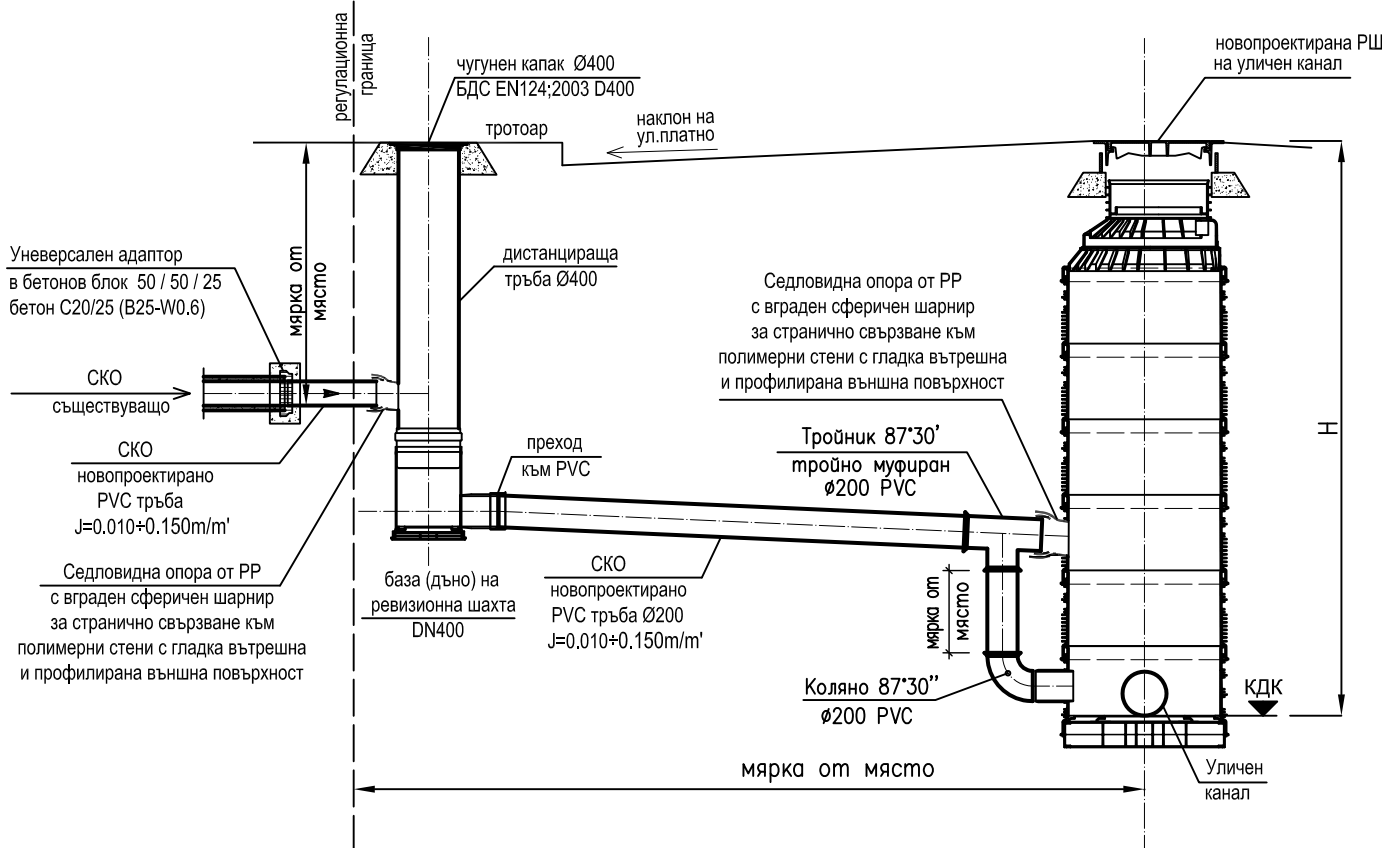 регулационна
граница
чугунен капак Ø400
БДС EN124;2003 D400
тротоар
наклон на
ул.платно
новопроектирана РШ
на уличен канал
Унeверсален адаптор
в бетонов блок 50 / 50 / 25
бетон C20/25 (B25-W0.6)
мярка от
място
дистанцираща
тръба Ø400
Седловидна опора от PP
с вграден сферичен шарнир
за странично свързване към
полимерни стени с гладка вътрешна
и профилирана външна повърхност
СКО
съществуващо
СКО
новопроектирано
PVC тръба
J=0.010÷0.150m/m'
преход
към PVC
Тройник 87°30'
тройно муфиран
Ø200 PVC
H
Седловидна опора от PP
с вграден сферичен шарнир
за странично свързване към
полимерни стени с гладка вътрешна
и профилирана външна повърхност
база (дъно) на
ревизионна шахта
DN400
СКО
новопроектирано
PVC тръба Ø200
J=0.010÷0.150m/m'
мярка от
място
Коляно 87°30''
Ø200 PVC
КДК
мярка от място
Уличен
канал